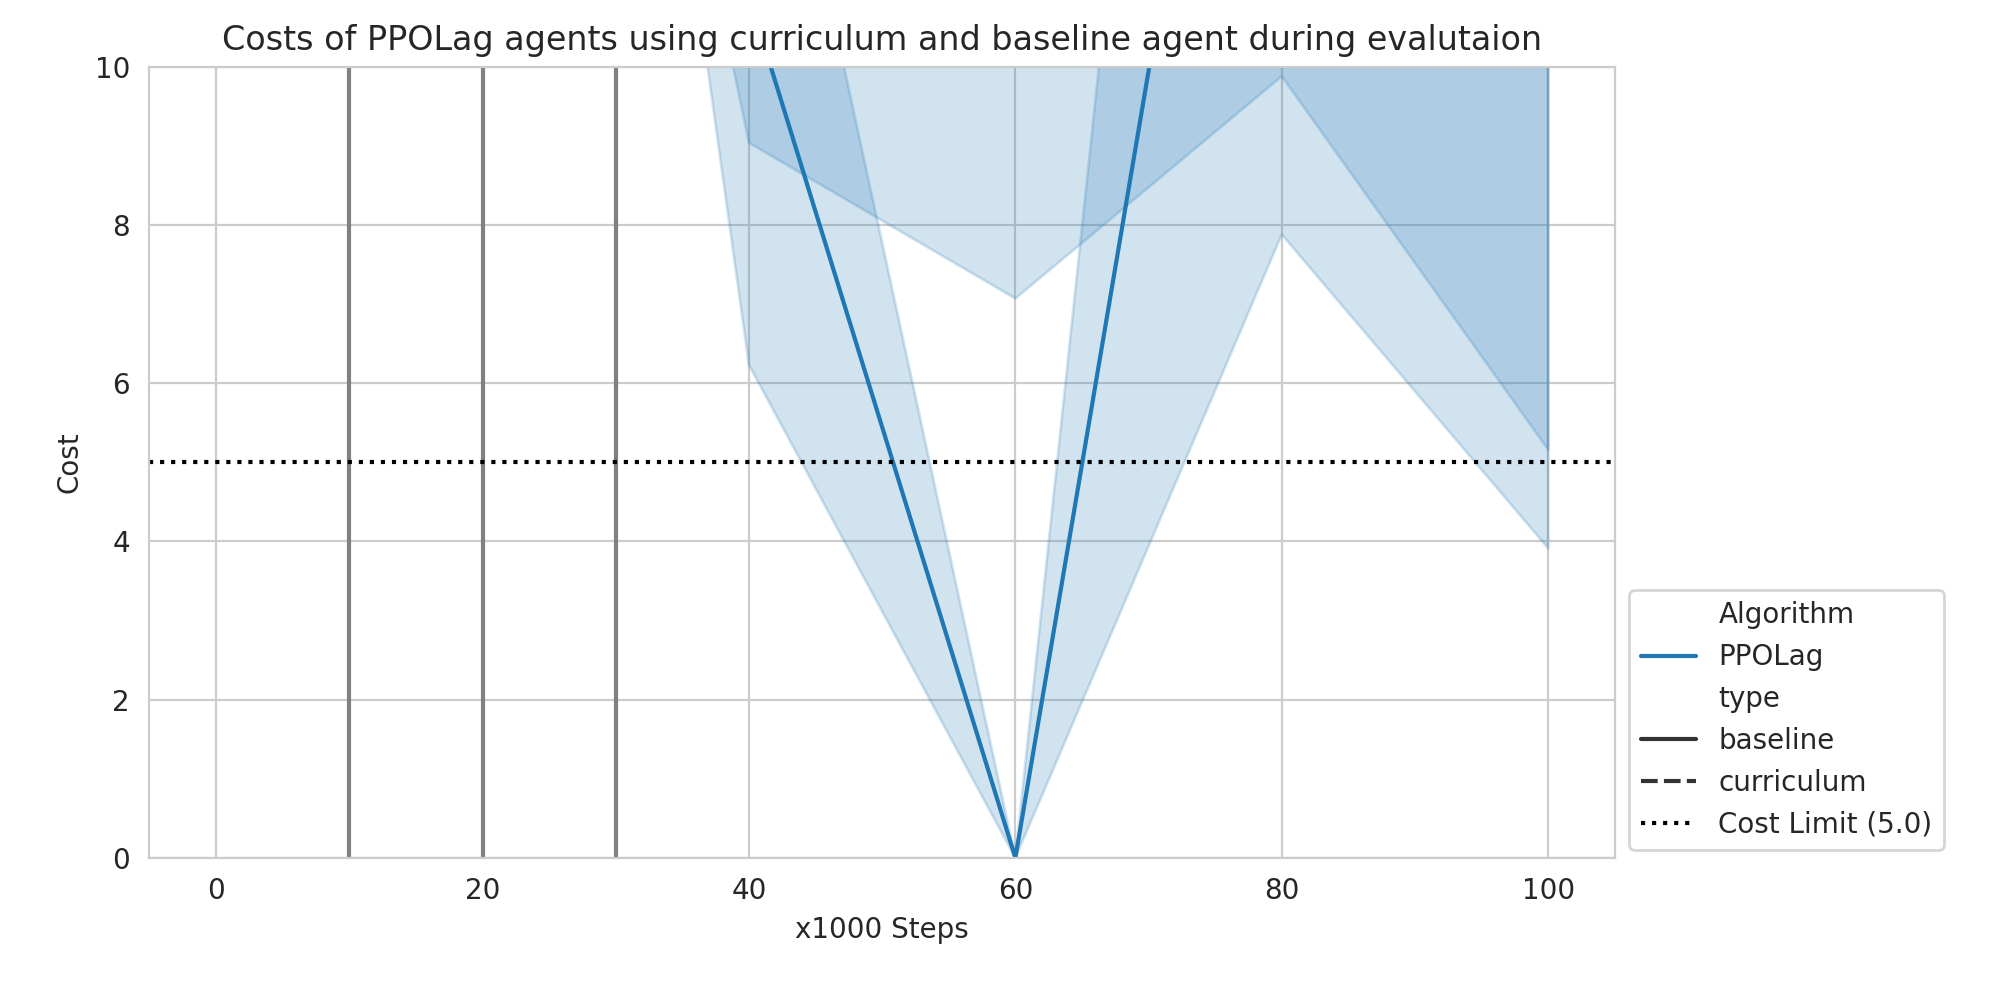 Costs of PPOLag agents using curriculum and baseline agent during evalutaion
10
8
6
4
2
0
Cost
0 20 40 60 80 100
x1000 Steps
Algorithm
PPOLag
type
baseline
curriculum
Cost Limit (5.0)